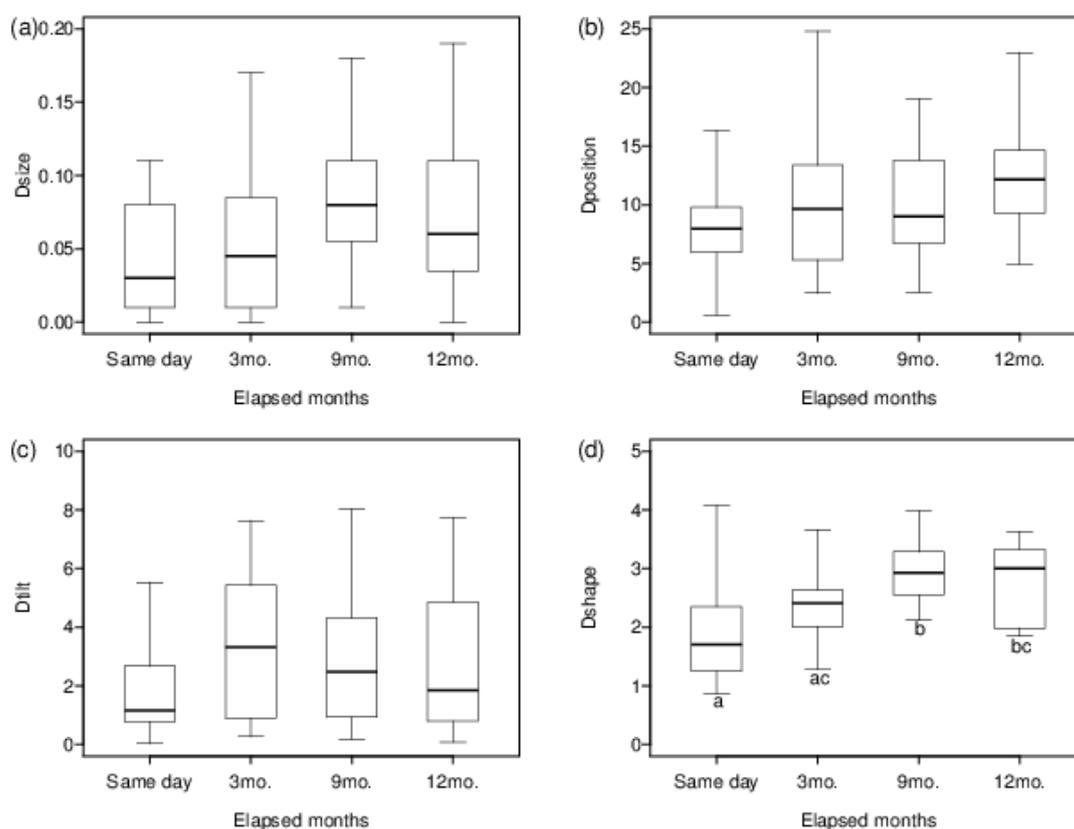 (a)
0.20
0.15
0.10
0.05
0.00
Dsize
Same day 3mo. 9mo. 12mo.
Elapsed months
(b)
25
20
15
10
5
0
Dposition
Same day 3mo. 9mo. 12mo.
Elapsed months
(c)
10
8
6
4
2
0
Dtilt
Same day 3mo. 9mo. 12mo.
Elapsed months
(d)
5
4
3
2
1
0
Dshape
a
ac
b
bc
Same day 3mo. 9mo. 12mo.
Elapsed months